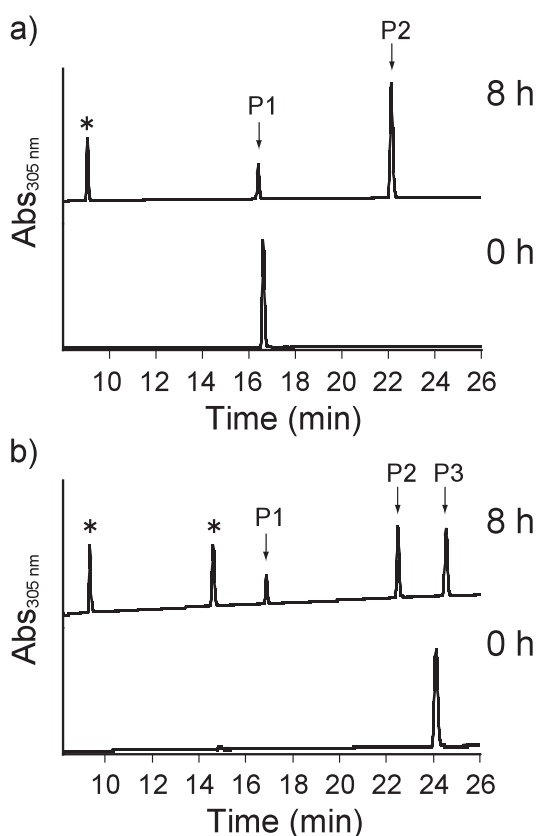 a)
P2
8 h
P1
*
0 h
Abs305 nm
10 12 14 16 18 20 22 24 26
Time (min)
b)
P2 P3
8 h
* * P1
0 h
Abs305 nm
10 12 14 16 18 20 22 24 26
Time (min)